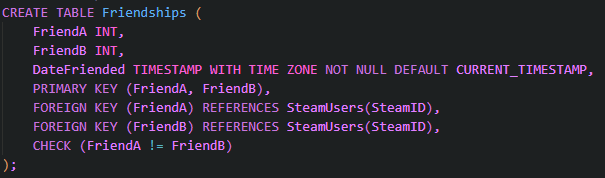 CREATE TABLE Friendships (
FriendA INT,
FriendB INT,
DateFriended TIMESTAMP WITH TIME ZONE NOT NULL DEFAULT CURRENT_TIMESTAMP,
PRIMARY KEY (FriendA, FriendB),
FOREIGN KEY (FriendA) REFERENCES SteamUsers(SteamID),
FOREIGN KEY (FriendB) REFERENCES SteamUsers(SteamID),
CHECK (FriendA != FriendB)
);